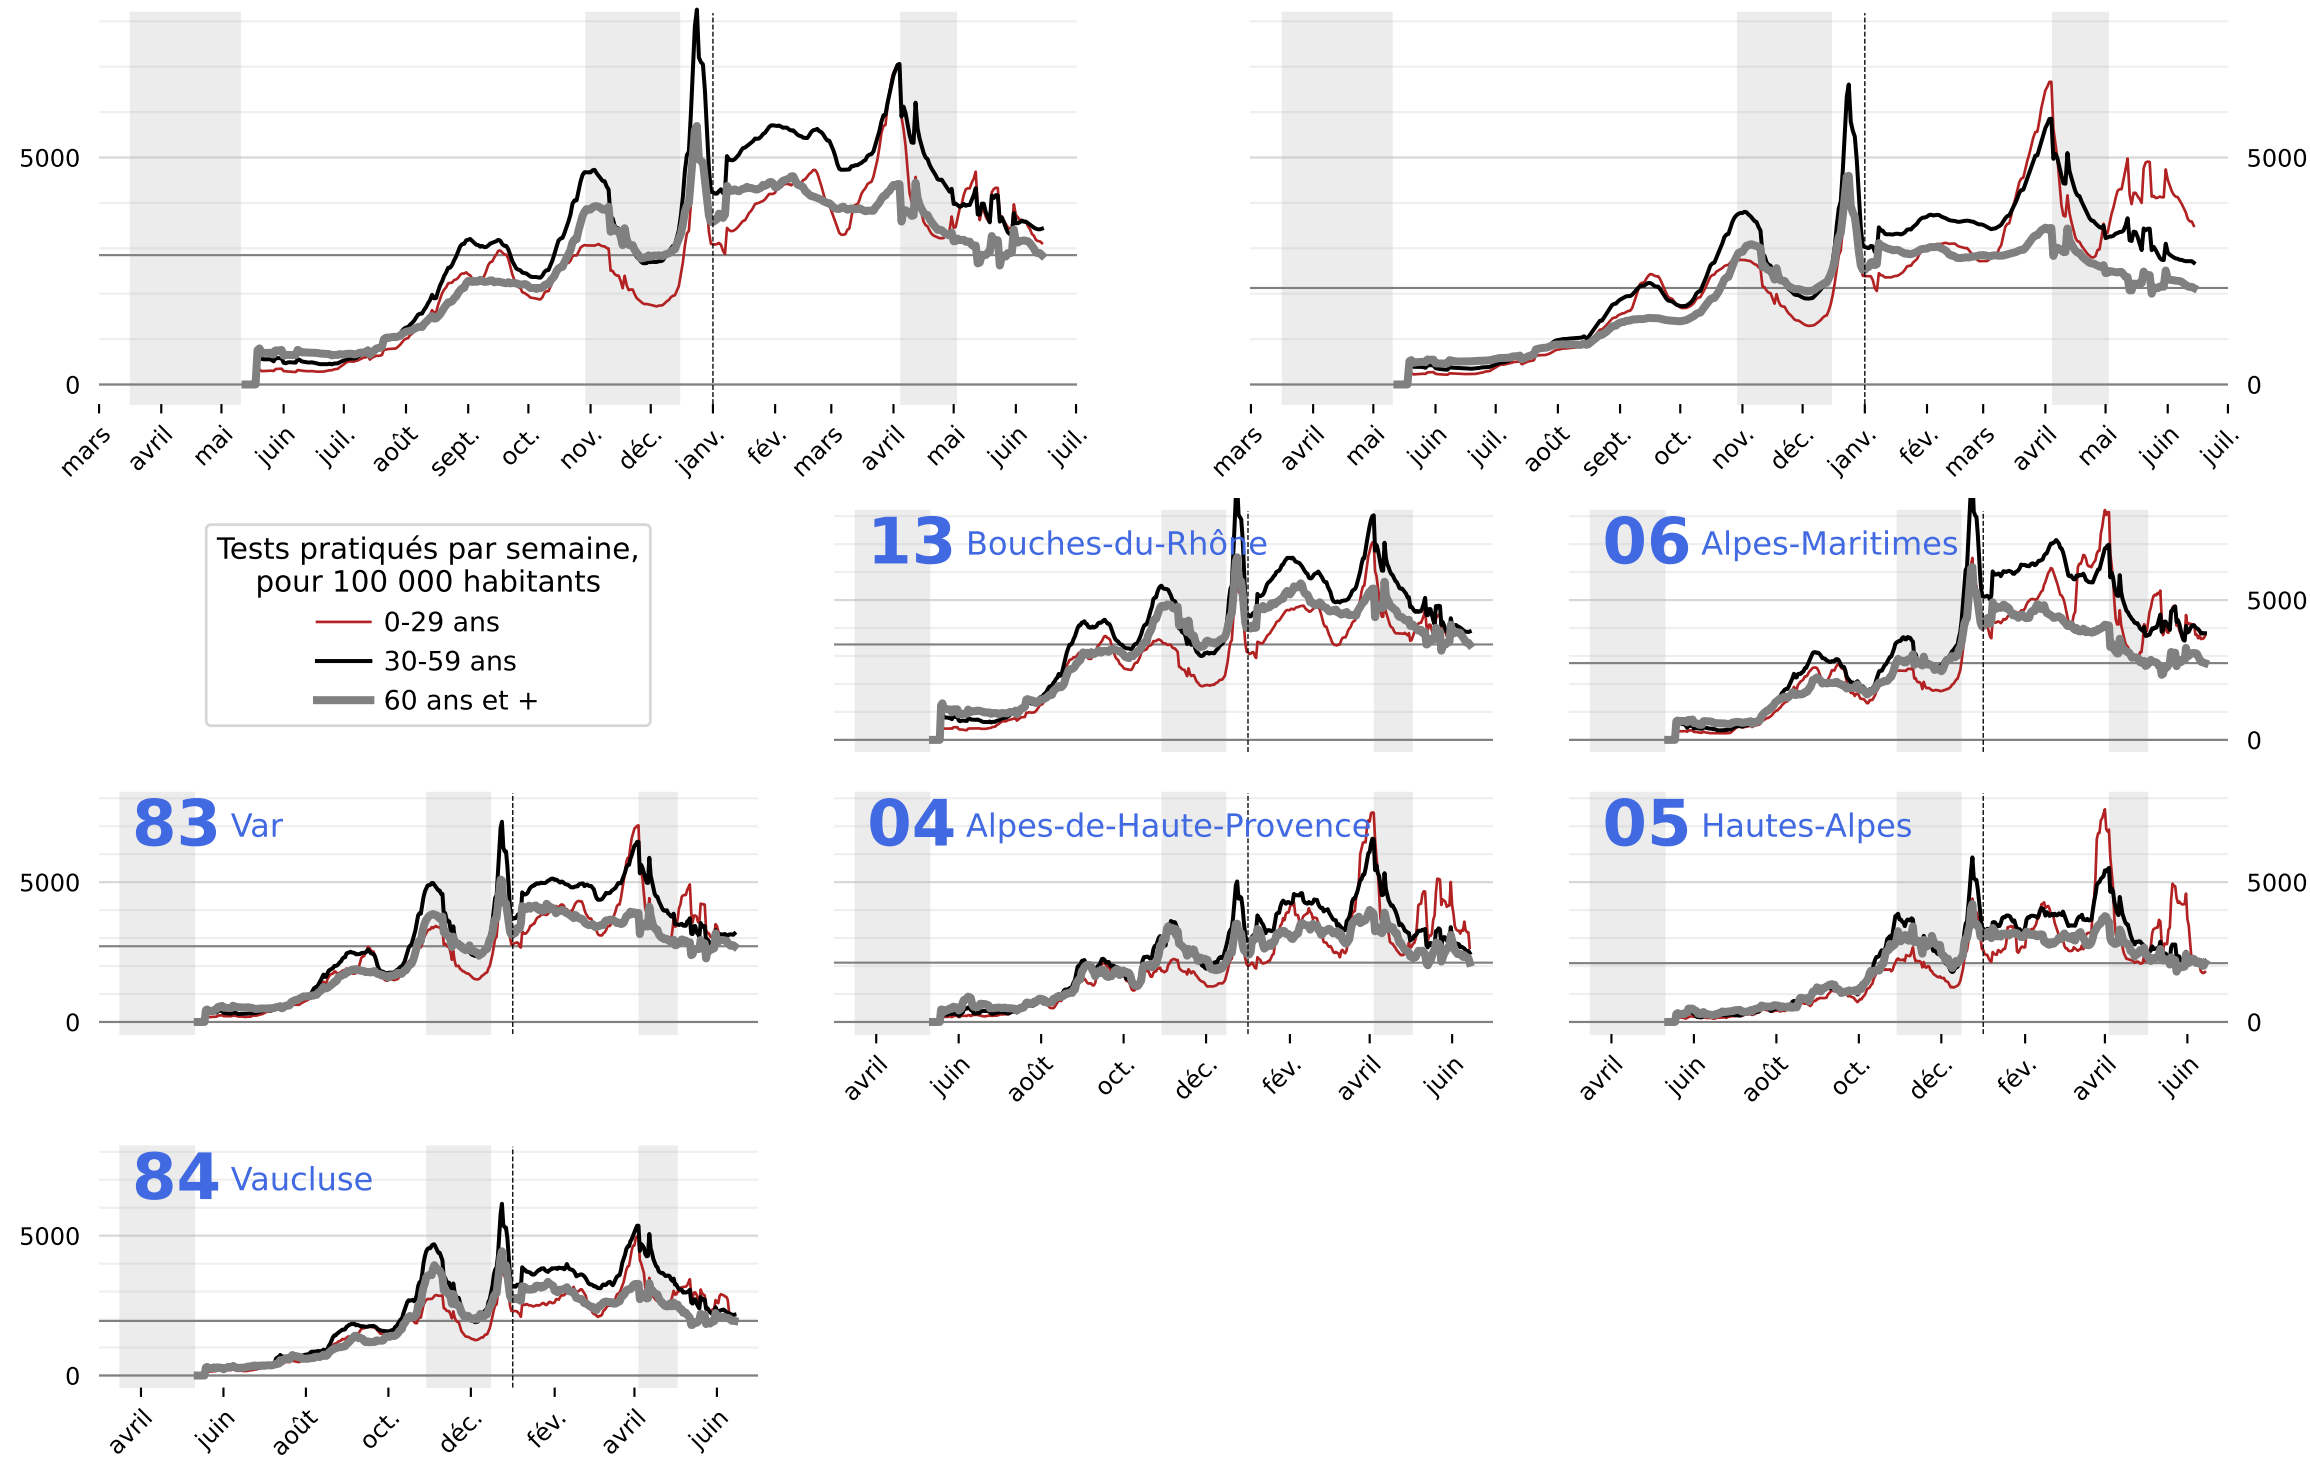 5000
0
mars avril mai juin juil. août sept. oct. nov. déc. janv. fév. mars avril mai juin juil.
5000
0
mars avril mai juin juil. août sept. oct. nov. déc. janv. fév. mars avril mai juin juil.
Tests pratiqués par semaine,
pour 100 000 habitants
0-29 ans
30-59 ans
60 ans et +
13 Bouches-du-Rhône
06 Alpes-Maritimes
5000
0
83 Var
5000
0
04 Alpes-de-Haute-Provence
avril juin août oct. déc. fév. avril juin
05 Hautes-Alpes
5000
0
avril juin août oct. déc. fév. avril juin
84 Vaucluse
5000
0
avril juin août oct. déc. fév. avril juin